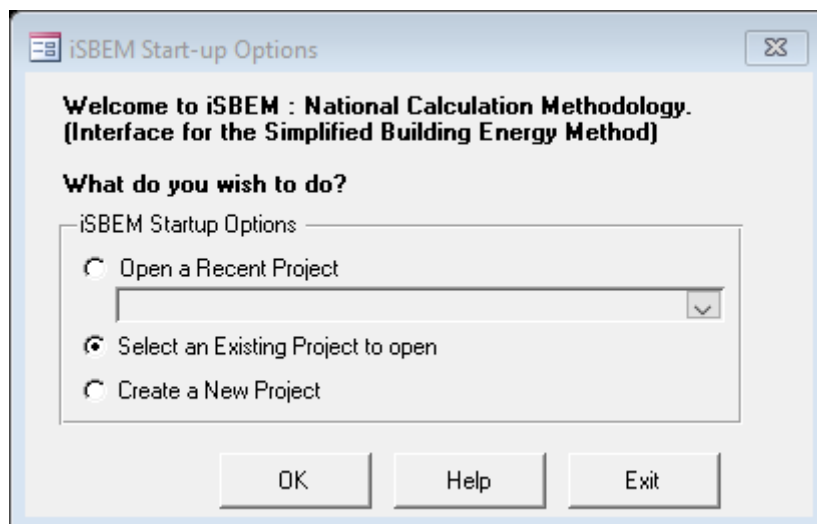 iSBEM Start-up Options
Welcome to iSBEM : National Calculation Methodology.
(Interface for the Simplified Building Energy Method)
What do you wish to do?
iSBEM Startup Options
Open a Recent Project
Select an Existing Project to open
Create a New Project
OK Help Exit